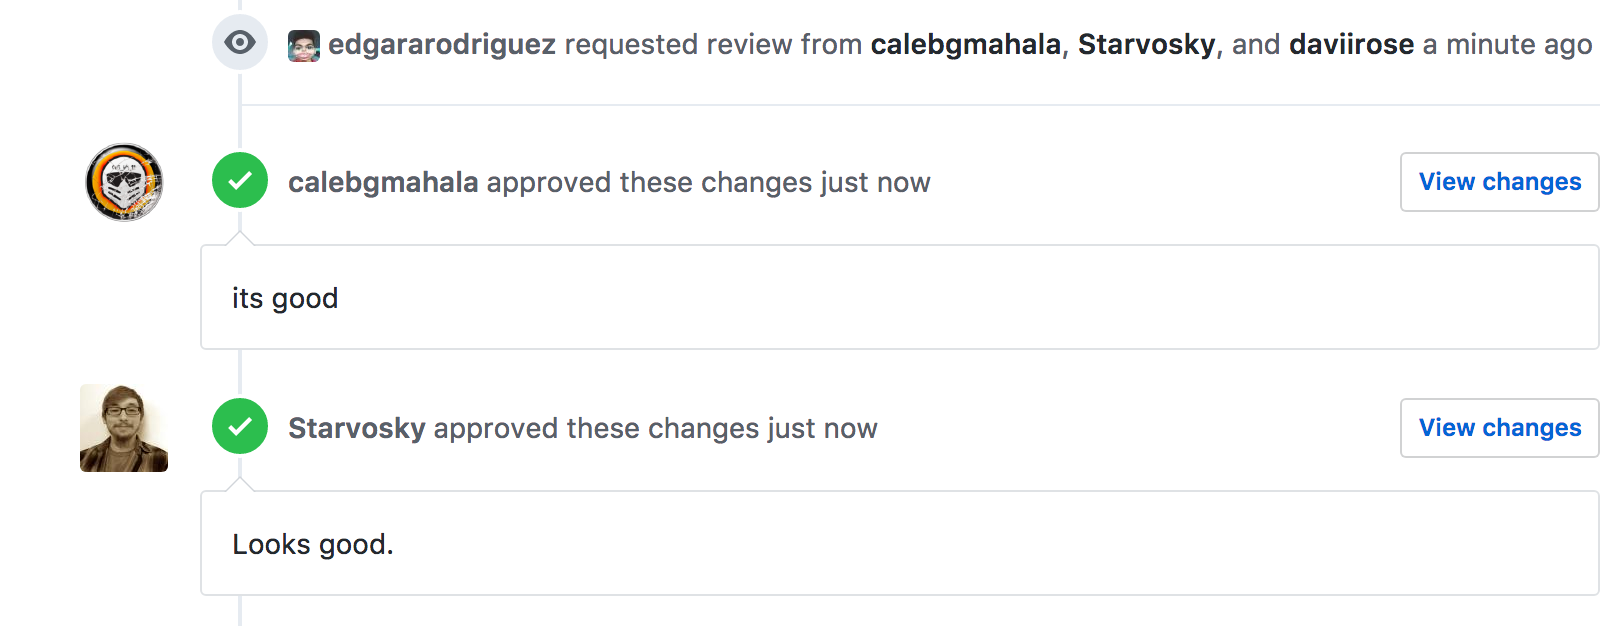 edgararodriguez requested review from calebgmahala, Starvosky, and daviirose a minute ago
calebgmahala approved these changes just now
View changes
its good
Starvosky approved these changes just now
View changes
Looks good.